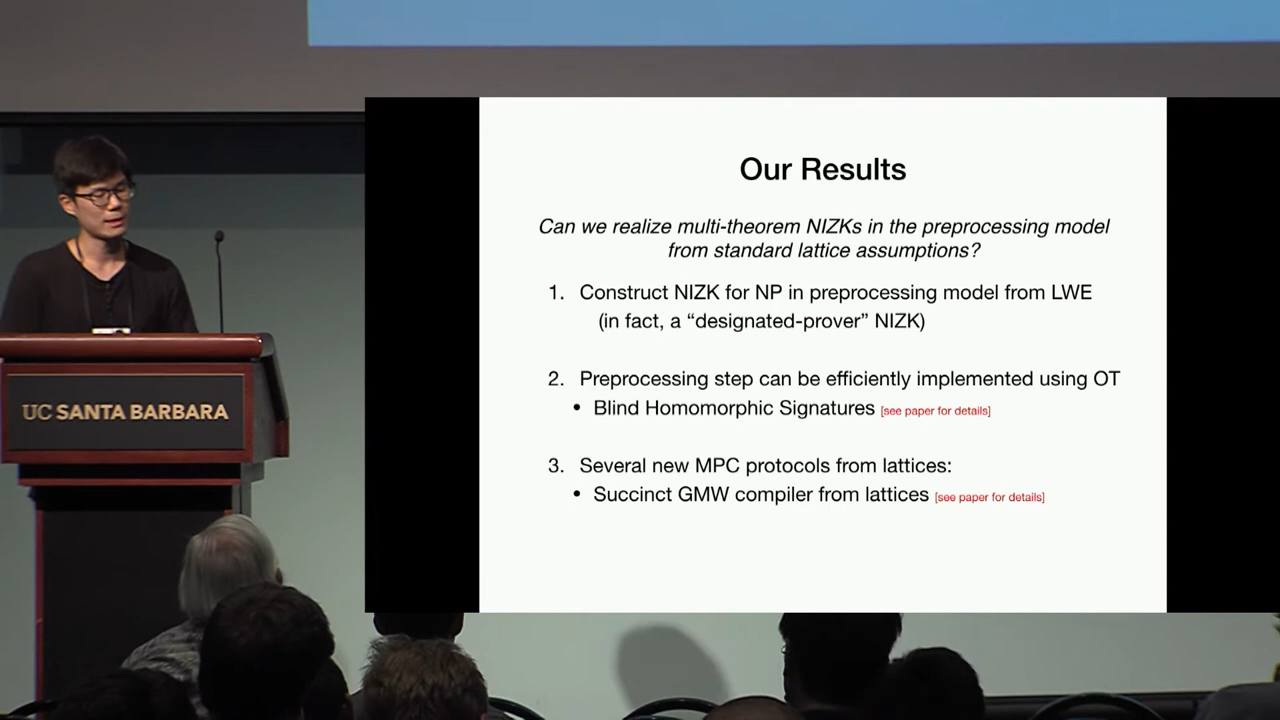 Our Results
Can we realize multi-theorem NIZKs in the preprocessing model
from standard lattice assumptions?
1. Construct NIZK for NP in preprocessing model from LWE
(in fact, a “designated-prover” NIZK)
2. Preprocessing step can be efficiently implemented using OT
• Blind Homomorphic Signatures [see paper for details]
3. Several new MPC protocols from lattices:
• Succinct GMW compiler from lattices [see paper for details]
UC SANTA BARBARA